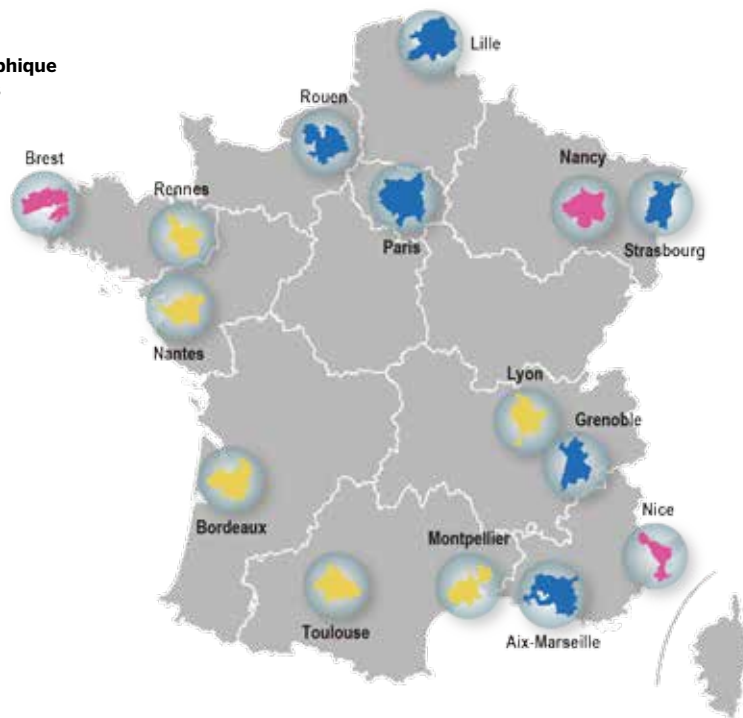 phique
Lille
Rouen
Brest
Rennes
Nancy
Paris
Strasbourg
Nantes
Lyon
Grenoble
Bordeaux
Nice
Montpellier
Toulouse
Aix-Marseille